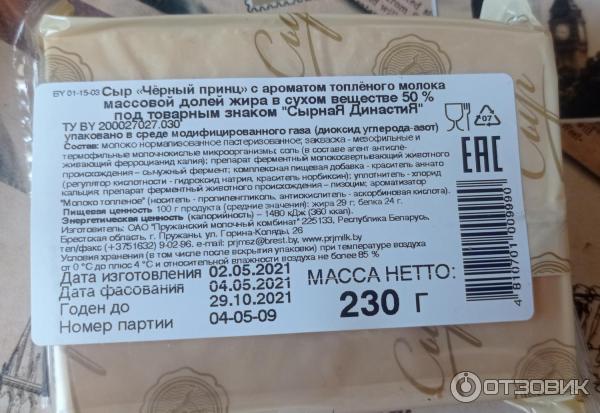 BY 01-15-03 Сыр «Чёрный принц» с ароматом топлёного молока
массовой долей жира в сухом веществе 50 %
под товарным знаком "СырнаЯ ДинастиЯ"
ТУ BY 200027027.030
упаковано в среде модифицированного газа (диоксид углерода-азот)
Состав: молоко нормализованное пастеризованное; закваска - мезофильные и
термофильные молочнокислые микроорганизмы; соль (в составе агент антисле-
живающий ферроцианид калия); препарат ферментный молокосвертывающий животного
происхождения – сычужный фермент; комплексная пищевая добавка - краситель аннато
(регулятор кислотности - гидроксид натрия, краситель норбиксин); уплотнитель - хлорид
кальция; препарат ферментный животного происхождения – лизоцим; ароматизатор
"Молоко топленое" (носитель - пропиленгликоль, антиокислитель - аскорбиновая кислота).
Пищевая ценность 100 г продукта (средние значения): жира 29 г; белка 24 г.
Энергетическая ценность (калорийность) – 1480 кДж (360 ккал).
Изготовитель: ОАО "Пружанский молочный комбинат" 225133, Республика Беларусь,
Брестская область, г. Пружаны, ул. Горина-Коляды, 26
тел/факс (+3751632) 9-02-96. e-mail: prjmsz@brest.by. www.prjmilk.by
Условия хранения (в том числе после вскрытия упаковки) при температуре воздуха
от 0 °С до плюс 4 °С и относительной влажности воздуха не более 85 %
Дата изготовления 02.05.2021
Дата фасования 04.05.2021
Годен до 29.10.2021
Номер партии 04-05-09
МАССА НЕТТО:
230 г
07
EAC
4 810701 009990
Сыр
Сыр
Сыр
ОТЗОВИК